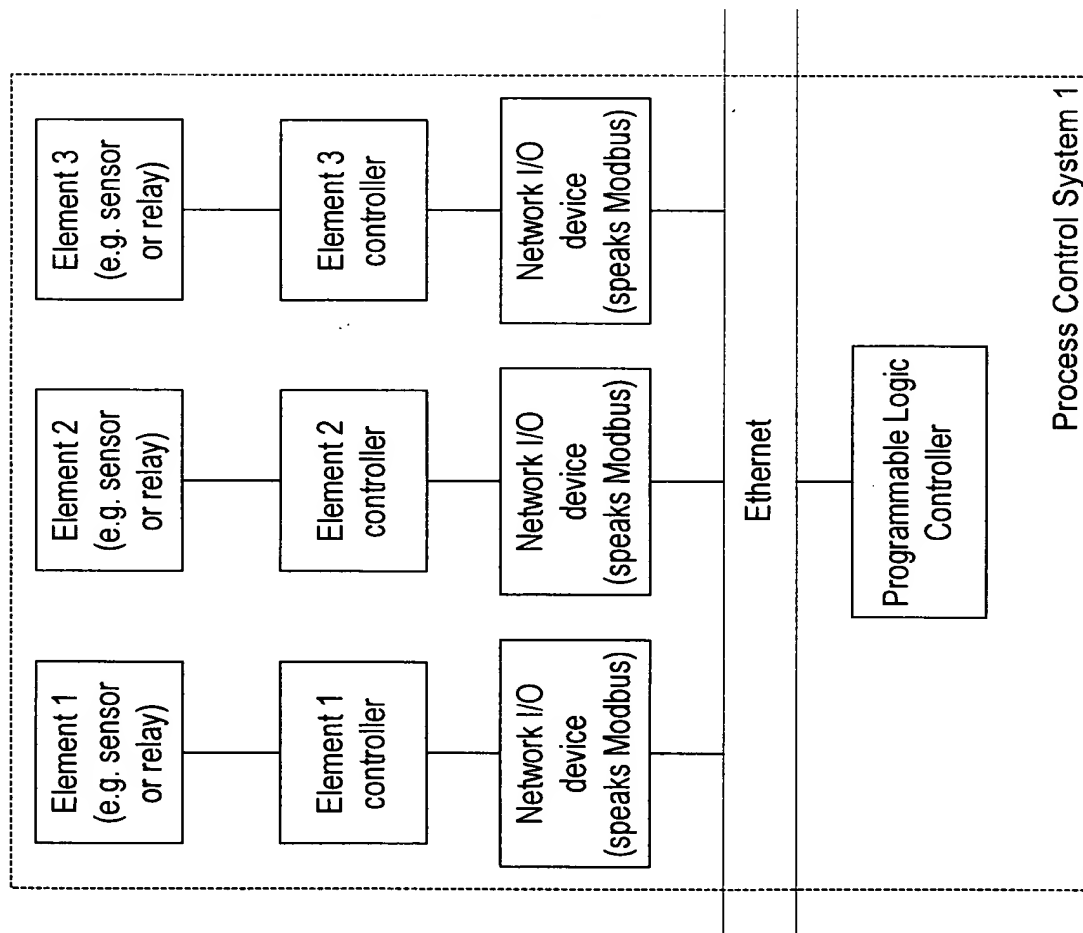 Element 1
(e.g. sensor
or relay)
Element 2
(e.g. sensor
or relay)
Element 3
(e.g. sensor
or relay)
Element 1
controller
Element 2
controller
Element 3
controller
Network I/O
device
(speaks Modbus)
Network I/O
device
(speaks Modbus)
Network I/O
device
(speaks Modbus)
Ethernet
Programmable Logic
Controller
Process Control System 1